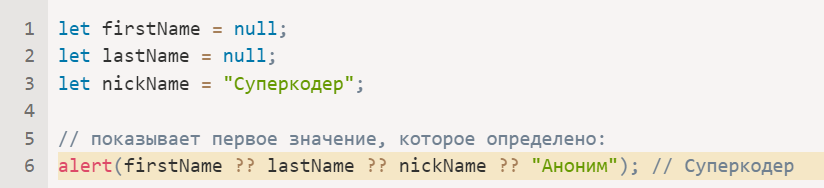 1 let firstName = null;
2 let lastName = null;
3 let nickName = "Суперкодер";
4
5 // показывает первое значение, которое определено:
6 alert(firstName ?? lastName ?? nickName ?? "Аноним"); // Суперкодер